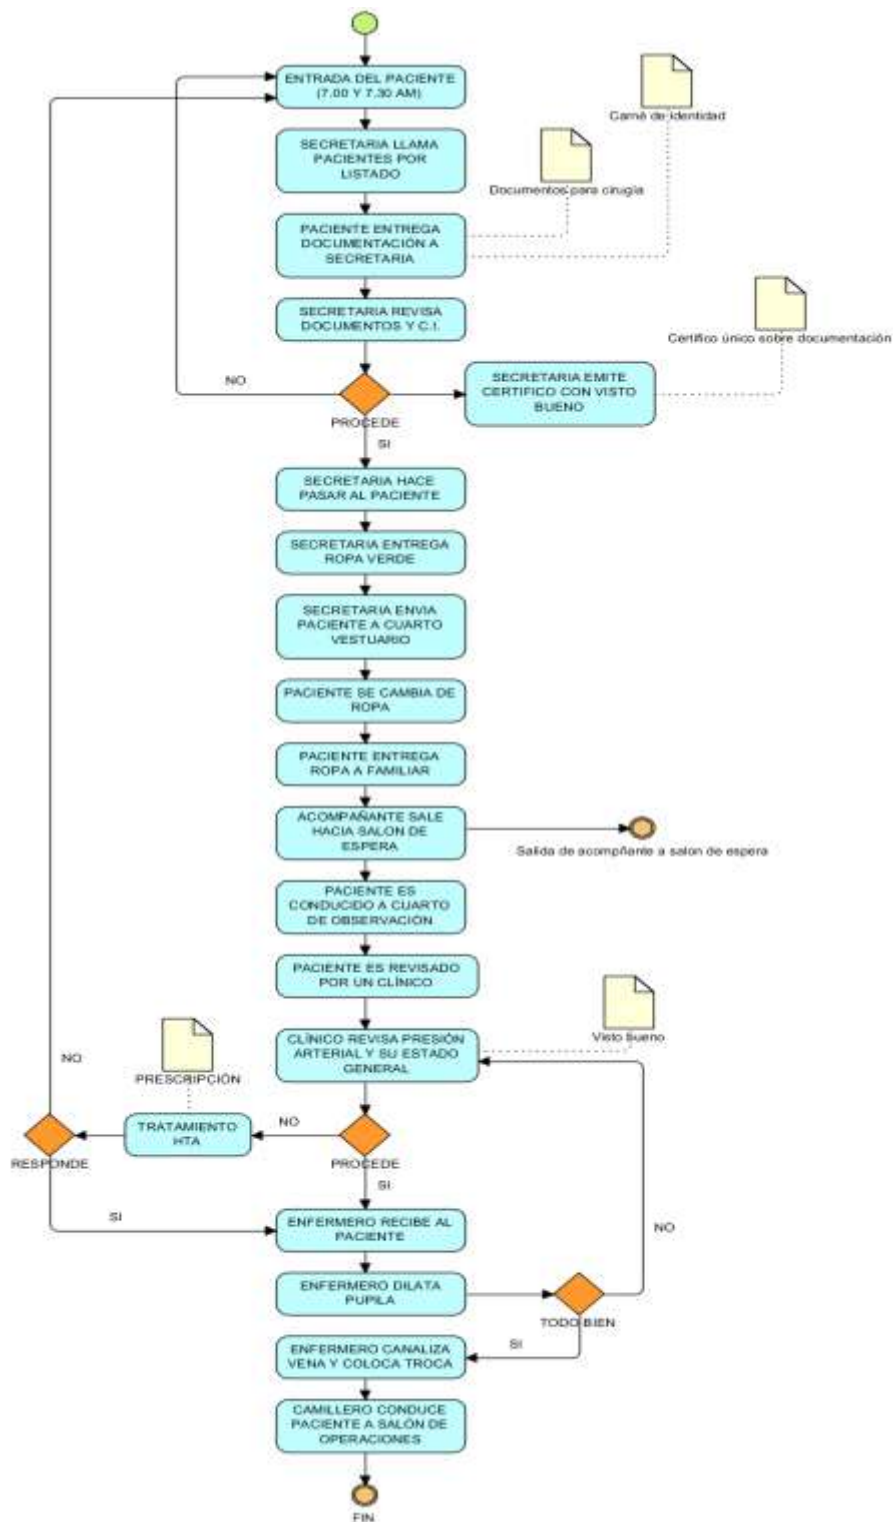 ENTRADA DEL PACIENTE
(7.00 Y 7.30 AM)
Carné de identidad
SECRETARIA LLAMA
PACIENTES POR
LISTADO
Documentos para cirugía
PACIENTE ENTREGA
DOCUMENTACIÓN A
SECRETARIA
SECRETARIA REVISA
DOCUMENTOS Y C.I.
Certifico único sobre documentación
NO
PROCEDE
SECRETARIA EMITE
CERTIFICO CON VISTO
BUENO
SI
SECRETARIA HACE
PASAR AL PACIENTE
SECRETARIA ENTREGA
ROPA VERDE
SECRETARIA ENVIA
PACIENTE A CUARTO
VESTUARIO
PACIENTE SE CAMBIA DE
ROPA
PACIENTE ENTREGA
ROPA A FAMILIAR
ACOMPAÑANTE SALE
HACIA SALON DE
ESPERA
Salida de acompñante a salon de espera
PACIENTE ES
CONDUCIDO A CUARTO
DE OBSERVACIÓN
PACIENTE ES REVISADO
POR UN CLÍNICO
Visto bueno
CLÍNICO REVISA PRESIÓN
ARTERIAL Y SU ESTADO
GENERAL
NO
PRESCRIPCIÓN
RESPONDE
TRATAMIENTO
HTA
NO
PROCEDE
SI
SI
ENFERMERO RECIBE AL
PACIENTE
NO
ENFERMERO DILATA
PUPILA
TODO BIEN
SI
ENFERMERO CANALIZA
VENA Y COLOCA TROCA
CAMILLERO CONDUCE
PACIENTE A SALÓN DE
OPERACIONES
FIN